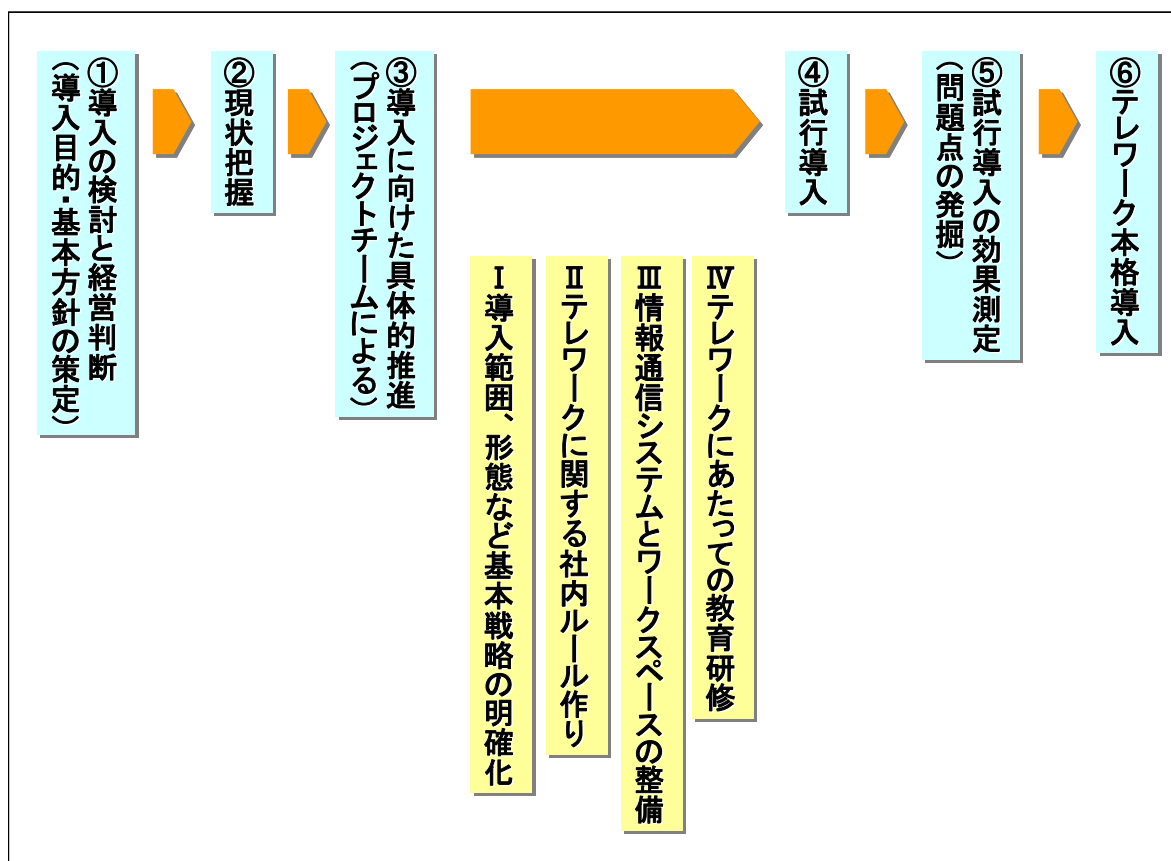 ①導入の検討と経営判断
（導入目的・基本方針の策定）
②現状把握
③導入に向けた具体的推進
（プロジェクトチームによる）
Ⅰ導入範囲、形態など基本戦略の明確化
Ⅱテレワークに関する社内ルール作り
Ⅲ情報通信システムとワークスペースの整備
Ⅳテレワークにあたっての教育研修
④試行導入
⑤試行導入の効果測定
（問題点の発掘）
⑥テレワーク本格導入